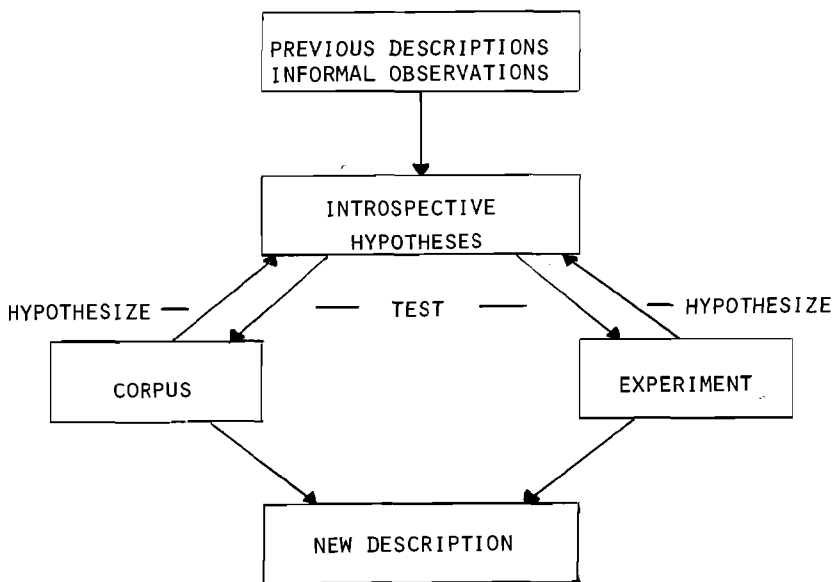 PREVIOUS DESCRIPTIONS
INFORMAL OBSERVATIONS
INTROSPECTIVE
HYPOTHESES
HYPOTHESIZE — — TEST — — HYPOTHESIZE
CORPUS
EXPERIMENT
NEW DESCRIPTION